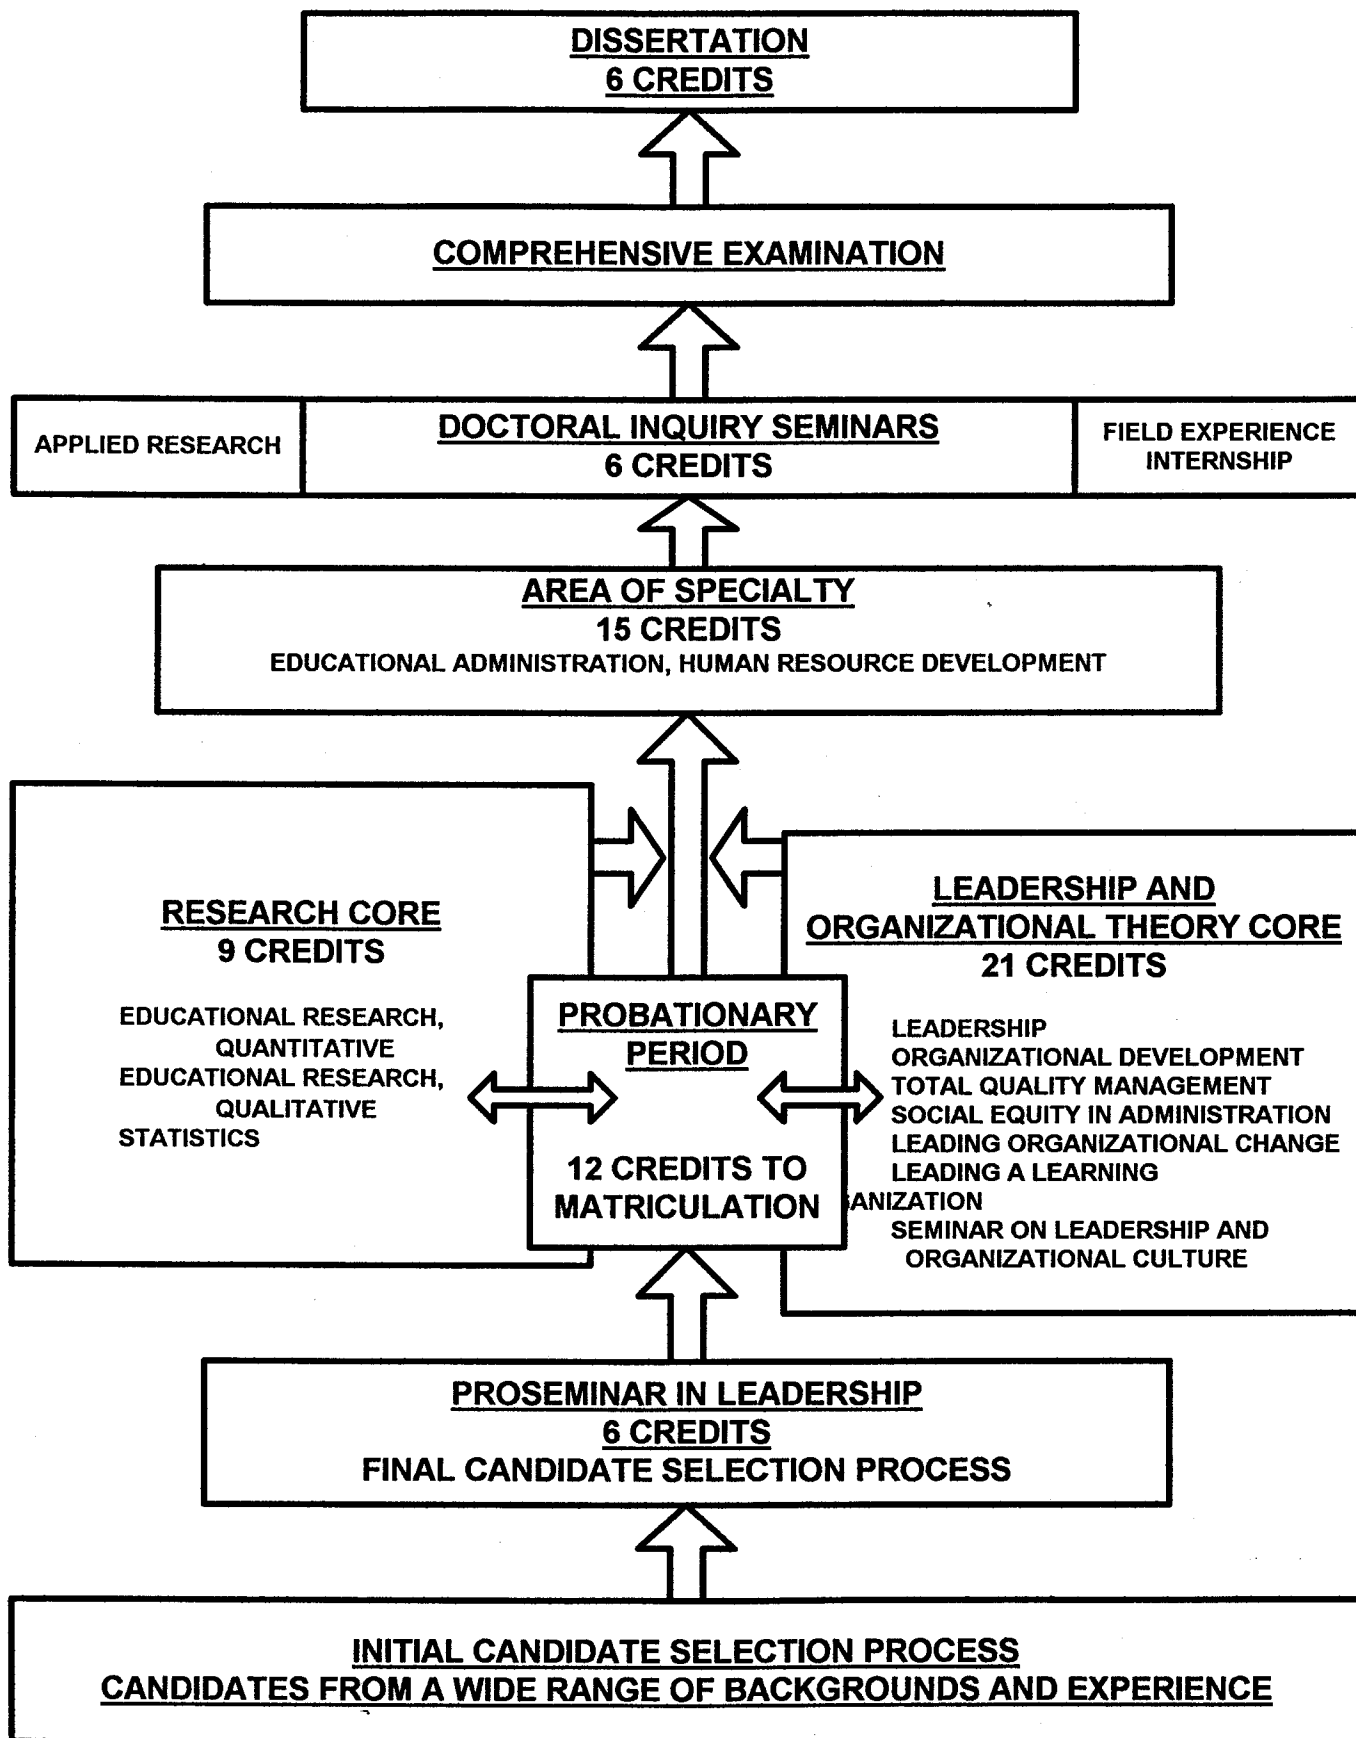 DISSERTATION
6 CREDITS
COMPREHENSIVE EXAMINATION
APPLIED RESEARCH
DOCTORAL INQUIRY SEMINARS
6 CREDITS
FIELD EXPERIENCE
INTERNSHIP
AREA OF SPECIALTY
15 CREDITS
EDUCATIONAL ADMINISTRATION, HUMAN RESOURCE DEVELOPMENT
RESEARCH CORE
9 CREDITS
EDUCATIONAL RESEARCH,
QUANTITATIVE
EDUCATIONAL RESEARCH,
QUALITATIVE
STATISTICS
PROBATIONARY
PERIOD
12 CREDITS TO
MATRICULATION
LEADERSHIP AND
ORGANIZATIONAL THEORY CORE
21 CREDITS
LEADERSHIP
ORGANIZATIONAL DEVELOPMENT
TOTAL QUALITY MANAGEMENT
SOCIAL EQUITY IN ADMINISTRATION
LEADING ORGANIZATIONAL CHANGE
LEADING A LEARNING
GANIZATION
SEMINAR ON LEADERSHIP AND
ORGANIZATIONAL CULTURE
PROSEMINAR IN LEADERSHIP
6 CREDITS
FINAL CANDIDATE SELECTION PROCESS
INITIAL CANDIDATE SELECTION PROCESS
CANDIDATES FROM A WIDE RANGE OF BACKGROUNDS AND EXPERIENCE